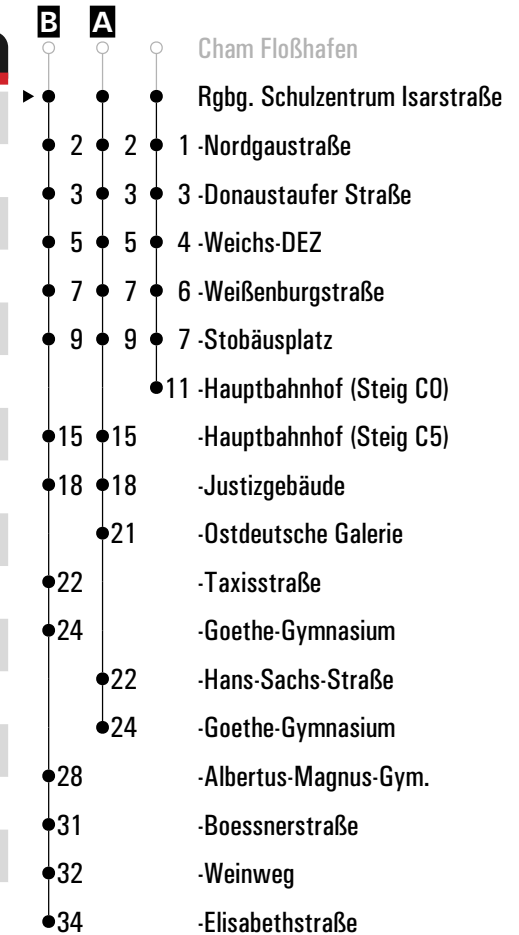 B A
Cham Floßhafen
Rgbg. Schulzentrum Isarstraße
2 2 1 -Nordgaustraße
3 3 3 -Donaustaufer Straße
5 5 4 -Weichs-DEZ
7 7 6 -Weißenburgstraße
9 9 7 -Stobäusplatz
11 -Hauptbahnhof (Steig C0)
15 15 -Hauptbahnhof (Steig C5)
18 18 -Justizgebäude
21 -Ostdeutsche Galerie
22 -Taxisstraße
24 -Goethe-Gymnasium
22 -Hans-Sachs-Straße
24 -Goethe-Gymnasium
28 -Albertus-Magnus-Gym.
31 -Boessnerstraße
32 -Weinweg
34 -Elisabethstraße